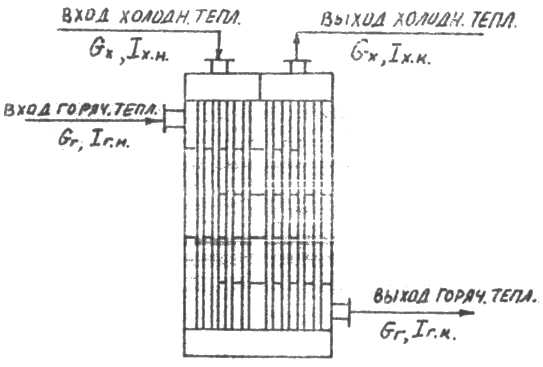 ВХОД ХОЛОДН. ТЕПЛ.
Gх, Iх.н.
ВЫХОД ХОЛОДН. ТЕПЛ.
Gх, Iх.к.
ВХОД ГОРЯЧ. ТЕПЛ.
Gг, Iг.н.
ВЫХОД ГОРЯЧ. ТЕПЛ.
Gг, Iг.к.